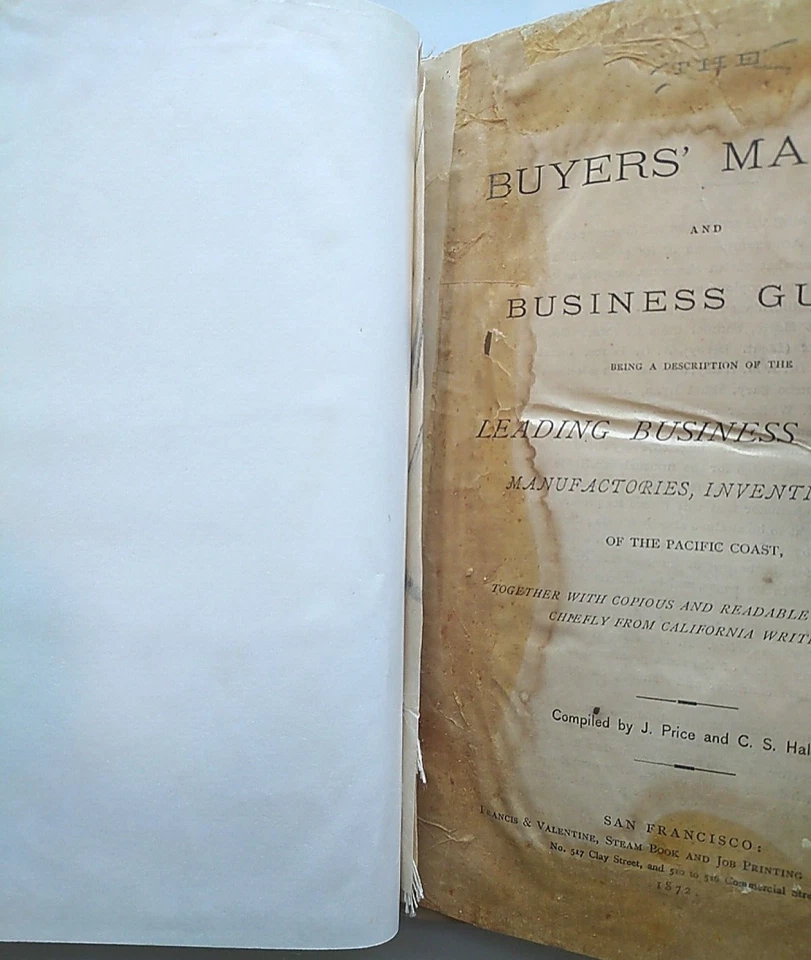 THE
BUYERS' MA
AND
BUSINESS GU
BEING A DESCRIPTION OF THE
LEADING BUSINESS
MANUFACTORIES, INVENTI
OF THE PACIFIC COAST,
TOGETHER WITH COPIOUS AND READABLE
CHIEFLY FROM CALIFORNIA WRIT
Compiled by J. Price and C. S. Hal
SAN FRANCISCO:
FRANCIS & VALENTINE, STEAM BOOK AND JOB PRINTING
No. 517 Clay Street, and 510 to 516 Commercial Stre
1872.